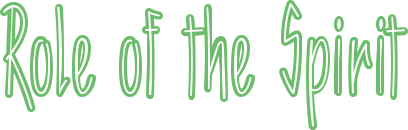 Role of the Spirit